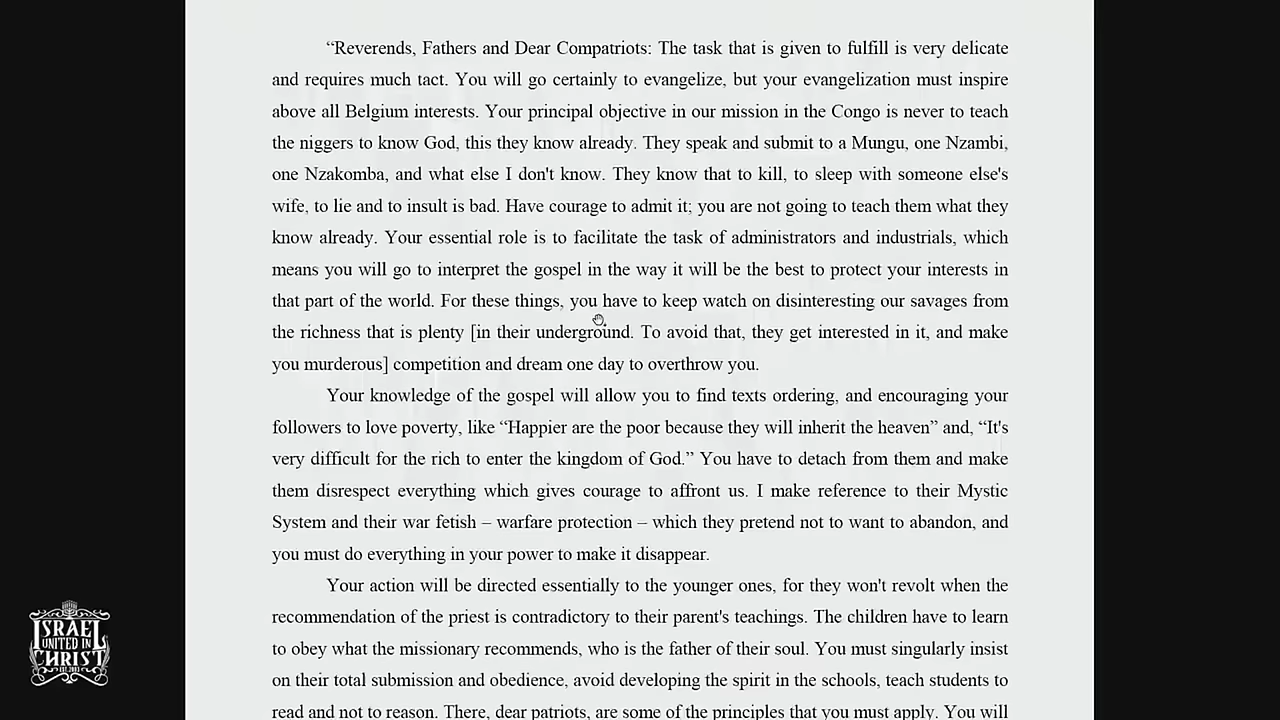 “Reverends, Fathers and Dear Compatriots: The task that is given to fulfill is very delicate
and requires much tact. You will go certainly to evangelize, but your evangelization must inspire
above all Belgium interests. Your principal objective in our mission in the Congo is never to teach
the niggers to know God, this they know already. They speak and submit to a Mungu, one Nzambi,
one Nzakomba, and what else I don't know. They know that to kill, to sleep with someone else's
wife, to lie and to insult is bad. Have courage to admit it; you are not going to teach them what they
know already. Your essential role is to facilitate the task of administrators and industrials, which
means you will go to interpret the gospel in the way it will be the best to protect your interests in
that part of the world. For these things, you have to keep watch on disinteresting our savages from
the richness that is plenty [in their underground. To avoid that, they get interested in it, and make
you murderous] competition and dream one day to overthrow you.
Your knowledge of the gospel will allow you to find texts ordering, and encouraging your
followers to love poverty, like “Happier are the poor because they will inherit the heaven” and, “It's
very difficult for the rich to enter the kingdom of God.” You have to detach from them and make
them disrespect everything which gives courage to affront us. I make reference to their Mystic
System and their war fetish – warfare protection – which they pretend not to want to abandon, and
you must do everything in your power to make it disappear.
Your action will be directed essentially to the younger ones, for they won't revolt when the
recommendation of the priest is contradictory to their parent's teachings. The children have to learn
to obey what the missionary recommends, who is the father of their soul. You must singularly insist
on their total submission and obedience, avoid developing the spirit in the schools, teach students to
read and not to reason. There, dear patriots, are some of the principles that you must apply. You will
ISRAEL
UNITED IN
CHRIST
EST. 2003